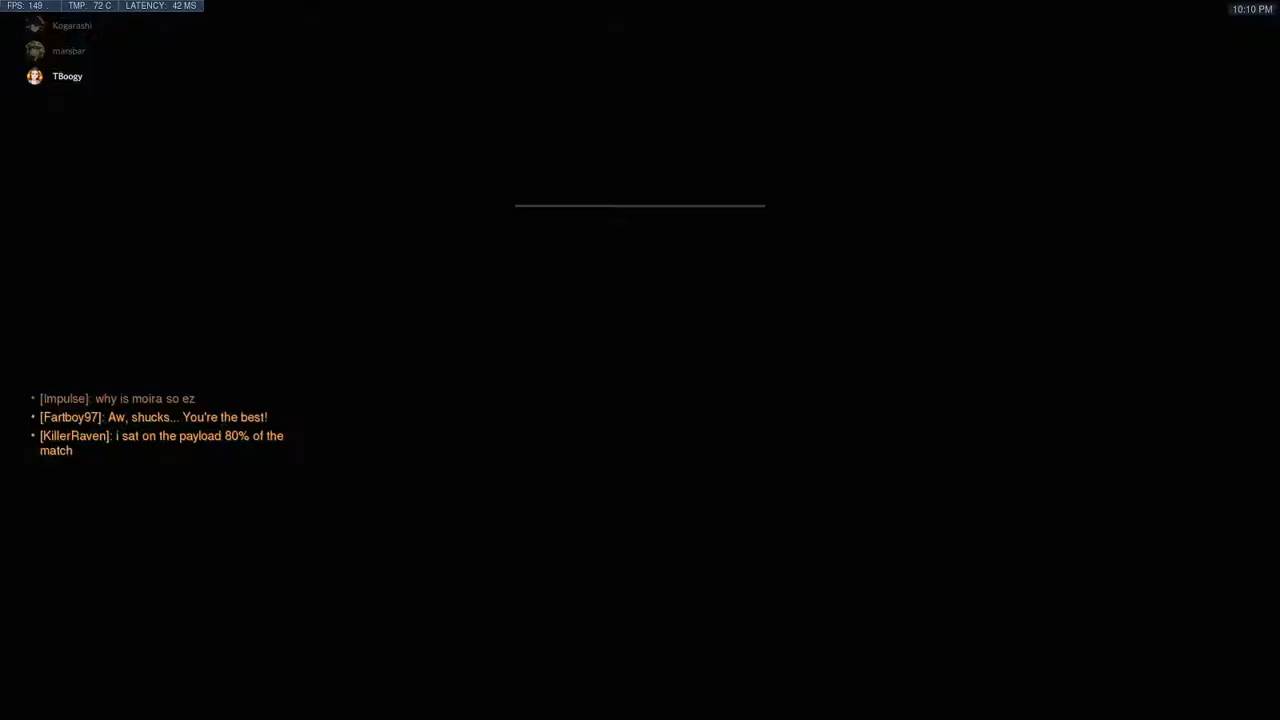 FPS: 149 . TMP: 72 C LATENCY: 42 MS
10:10 PM
Kogarashi
marsbar
TBoogy
• [Impulse]: why is moira so ez
• [Fartboy97]: Aw, shucks... You're the best!
• [KillerRaven]: i sat on the payload 80% of the
match